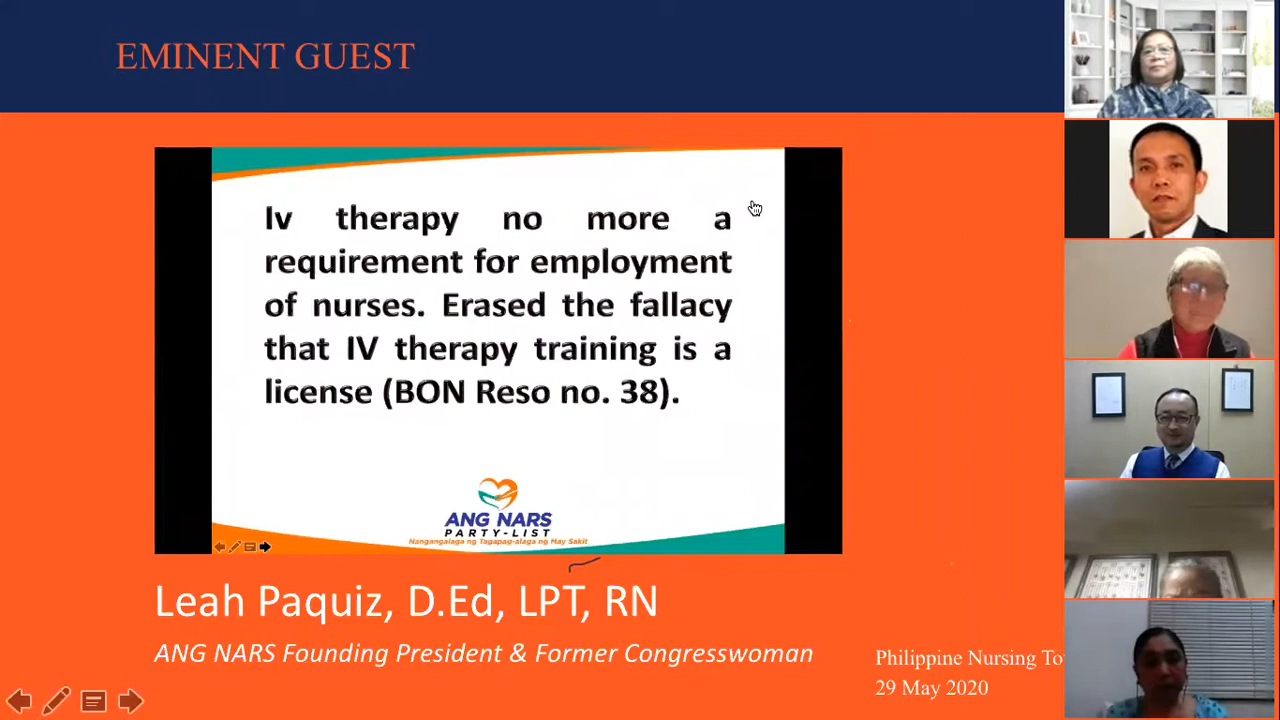 EMINENT GUEST
Iv therapy no more a
requirement for employment
of nurses. Erased the fallacy
that IV therapy training is a
license (BON Reso no. 38).
ANG NARS
PARTY-LIST
Nangangalaga ng Tagapag-alaga ng May Sakit
Leah Paquiz, D.Ed, LPT, RN
ANG NARS Founding President & Former Congresswoman
Philippine Nursing To
29 May 2020